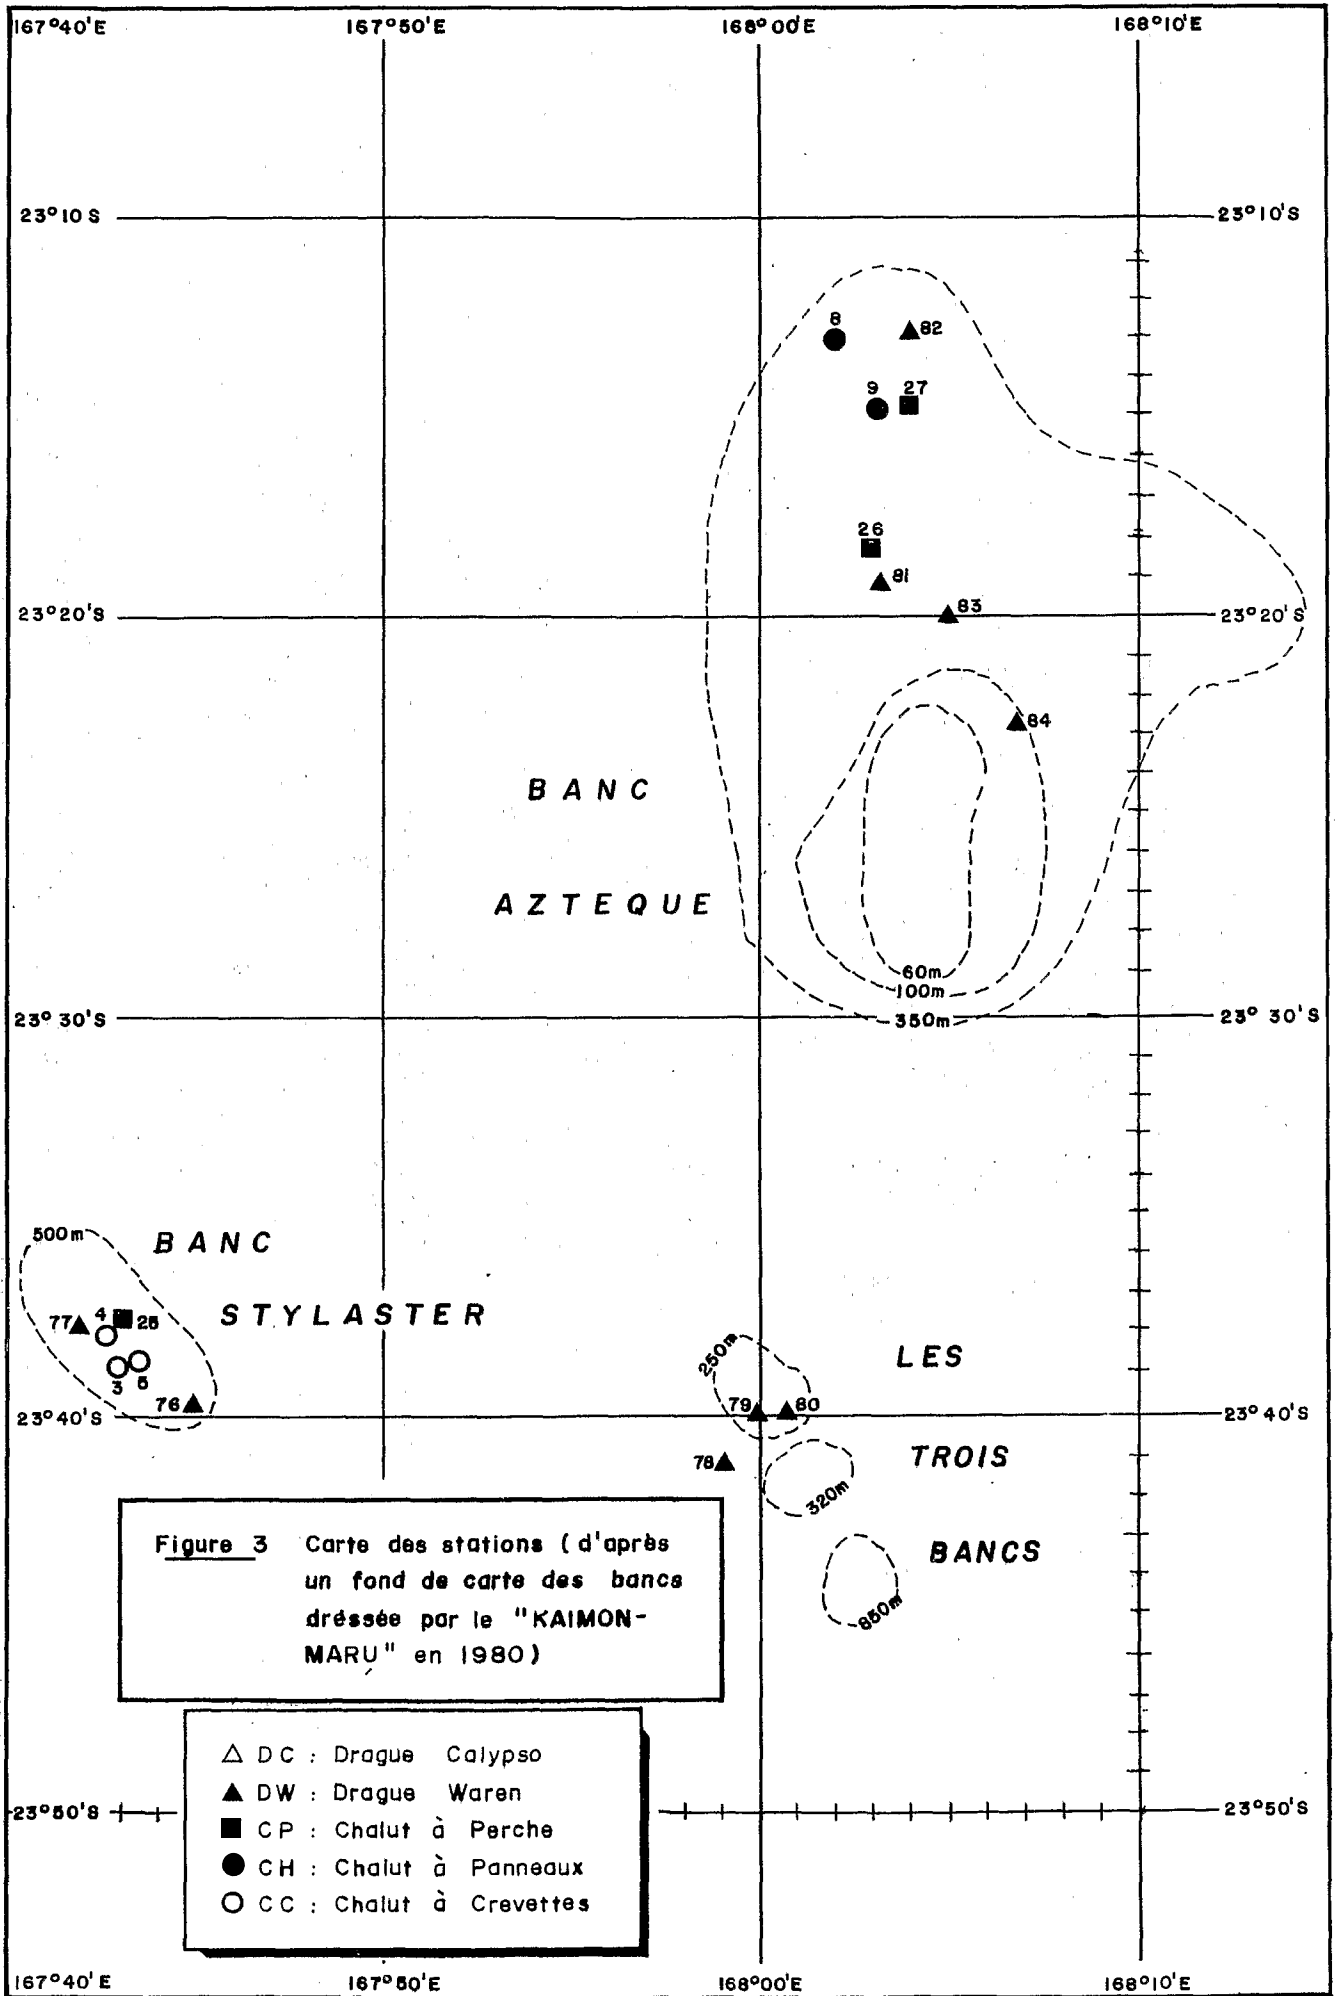 167°40'E 167°50'E 168°00'E 168°10'E
23°10 S 23°10'S
8
82
9 27
26
81
83
23°20'S 23°20'S
84
BANC
AZTEQUE
60m
100m
350m
23°30'S 23°30'S
500m
BANC
STYLASTER
77 4 25
3 5
76
250m
LES
79 80
23°40'S 23°40'S
78
TROIS
320m
BANCS
850m
Figure 3 Carte des stations (d'après
un fond de carte des bancs
dréssée par le "KAIMON-
MARU" en 1980)
DC : Drague Calypso
DW : Drague Waren
CP : Chalut à Perche
CH : Chalut à Panneaux
CC : Chalut à Crevettes
23°50'S 23°50'S
167°40'E 167°50'E 168°00'E 168°10'E